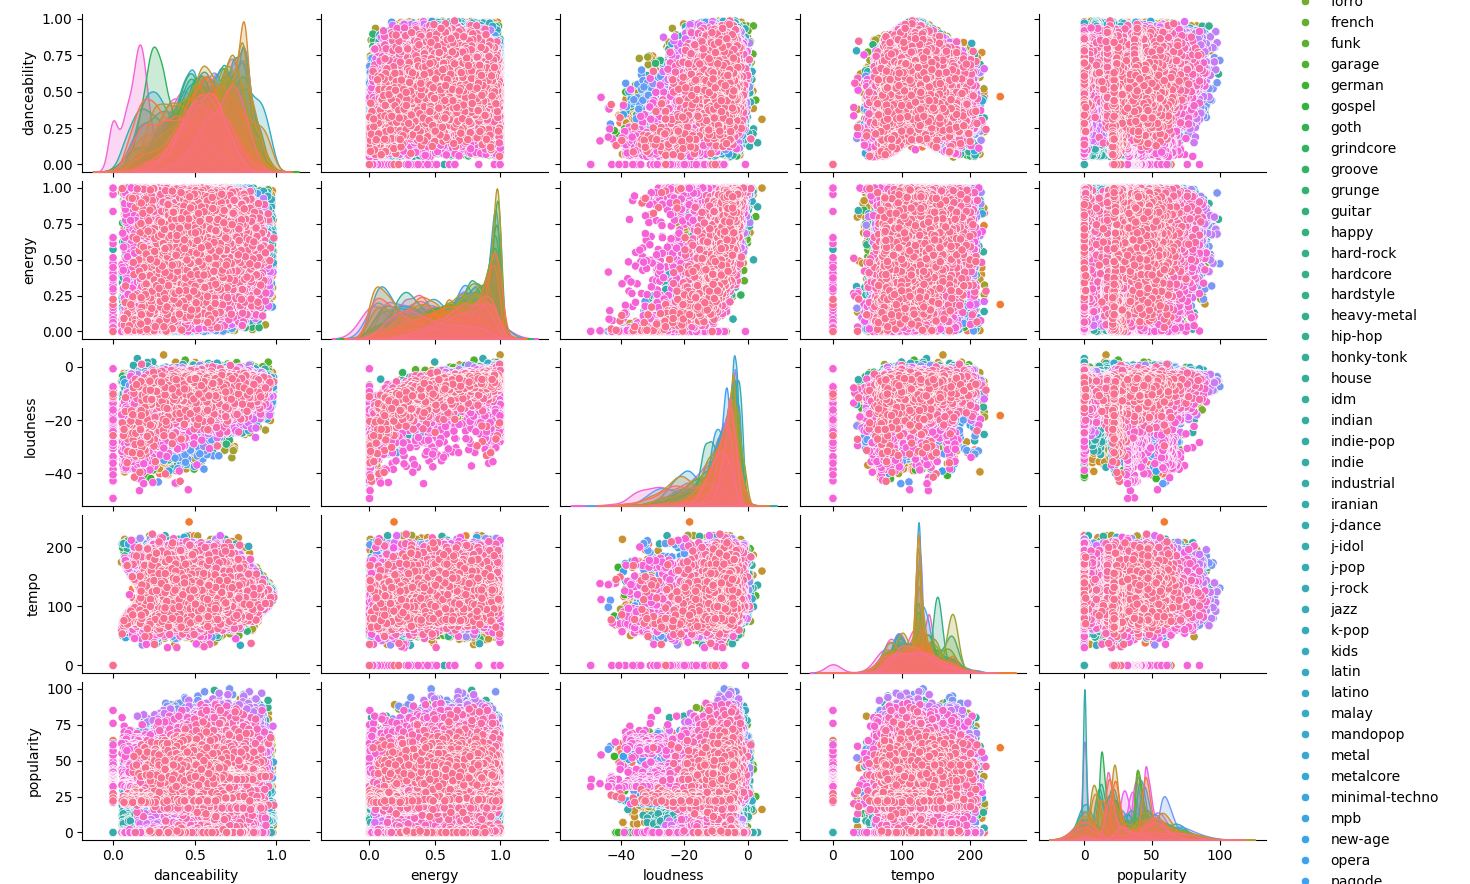 danceability
1.00
0.75
0.50
0.25
0.00
energy
1.00
0.75
0.50
0.25
0.00
loudness
0
−20
−40
tempo
200
100
0
popularity
100
75
50
25
0
0.0 0.5 1.0
danceability
0.0 0.5 1.0
energy
−40 −20 0
loudness
0 100 200
tempo
0 50 100
popularity
forro
french
funk
garage
german
gospel
goth
grindcore
groove
grunge
guitar
happy
hard-rock
hardcore
hardstyle
heavy-metal
hip-hop
honky-tonk
house
idm
indian
indie-pop
indie
industrial
iranian
j-dance
j-idol
j-pop
j-rock
jazz
k-pop
kids
latin
latino
malay
mandopop
metal
metalcore
minimal-techno
mpb
new-age
opera
pagode